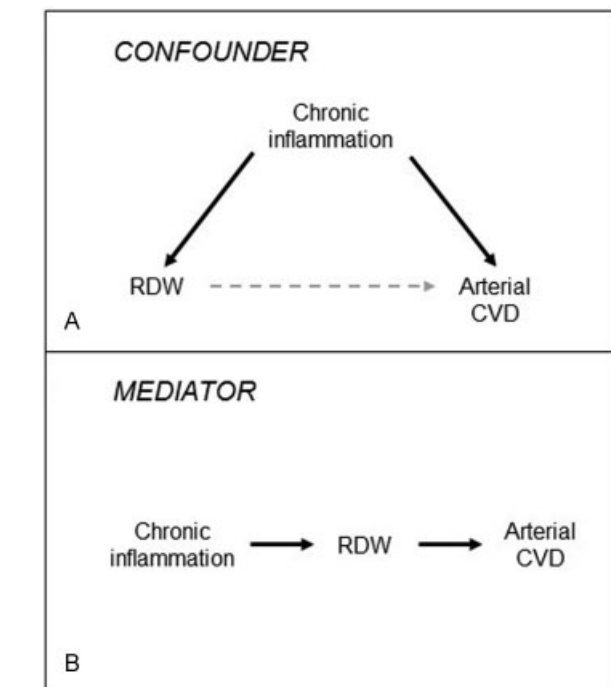 CONFOUNDER
Chronic
inflammation
RDW
Arterial
CVD
A
MEDIATOR
Chronic
inflammation
RDW
Arterial
CVD
B